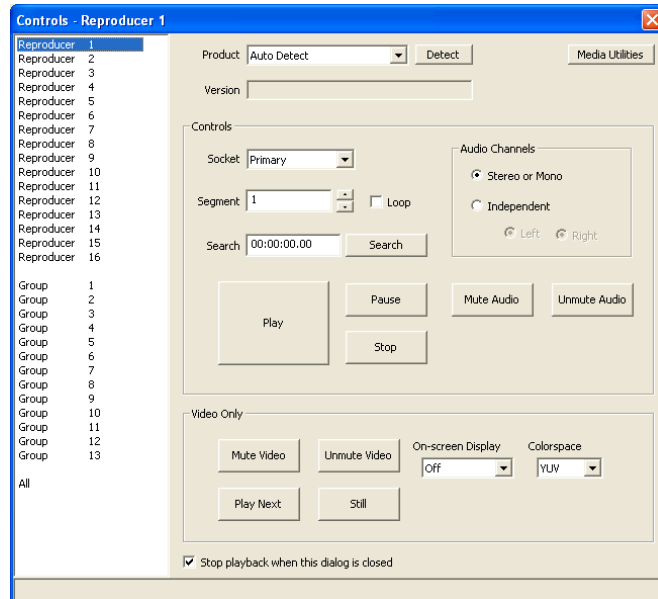 Controls - Reproducer 1
Reproducer 1
Reproducer 2
Reproducer 3
Reproducer 4
Reproducer 5
Reproducer 6
Reproducer 7
Reproducer 8
Reproducer 9
Reproducer 10
Reproducer 11
Reproducer 12
Reproducer 13
Reproducer 14
Reproducer 15
Reproducer 16
Group 1
Group 2
Group 3
Group 4
Group 5
Group 6
Group 7
Group 8
Group 9
Group 10
Group 11
Group 12
Group 13
All
Product Auto Detect Detect Media Utilities
Version
Controls
Socket Primary
Segment 1 Loop
Search 00:00:00.00 Search
Audio Channels
Stereo or Mono
Independent
Left Right
Play
Pause
Stop
Mute Audio Unmute Audio
Video Only
Mute Video Unmute Video
On-screen Display Colorspace
Off YUV
Play Next Still
Stop playback when this dialog is closed